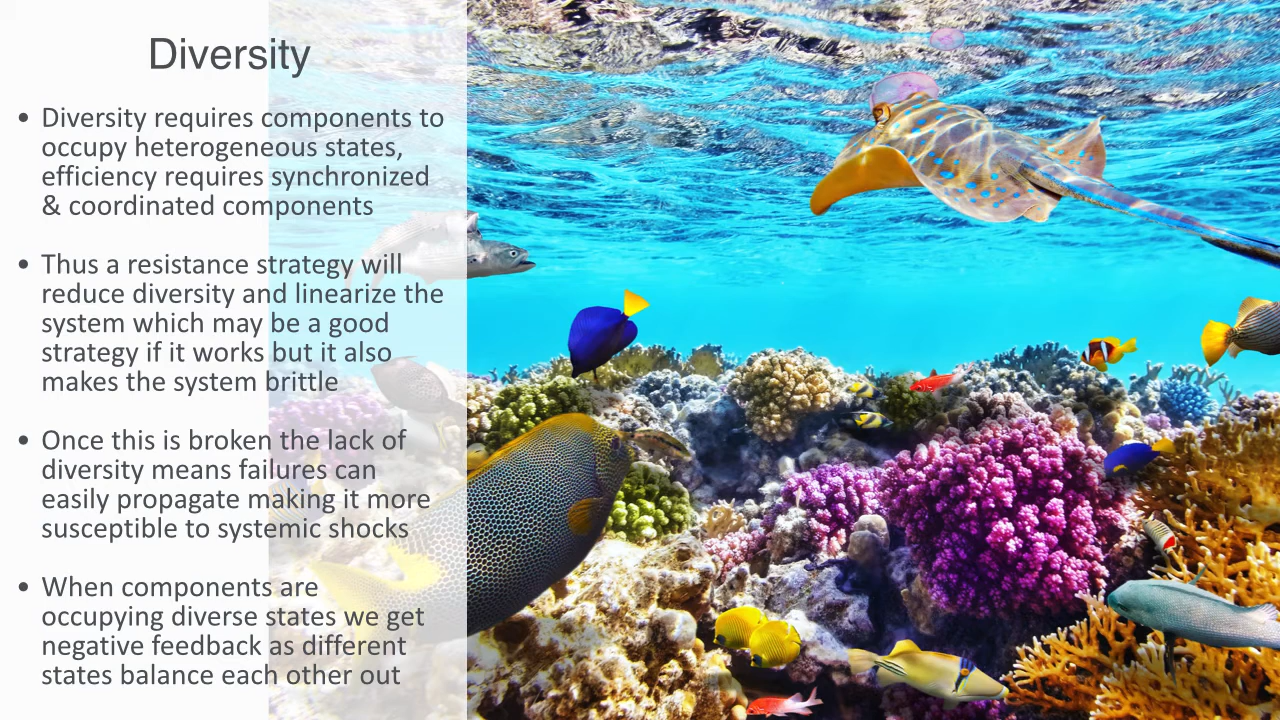 Diversity
• Diversity requires components to
occupy heterogeneous states,
efficiency requires synchronized
& coordinated components
• Thus a resistance strategy will
reduce diversity and linearize the
system which may be a good
strategy if it works but it also
makes the system brittle
• Once this is broken the lack of
diversity means failures can
easily propagate making it more
susceptible to systemic shocks
• When components are
occupying diverse states we get
negative feedback as different
states balance each other out